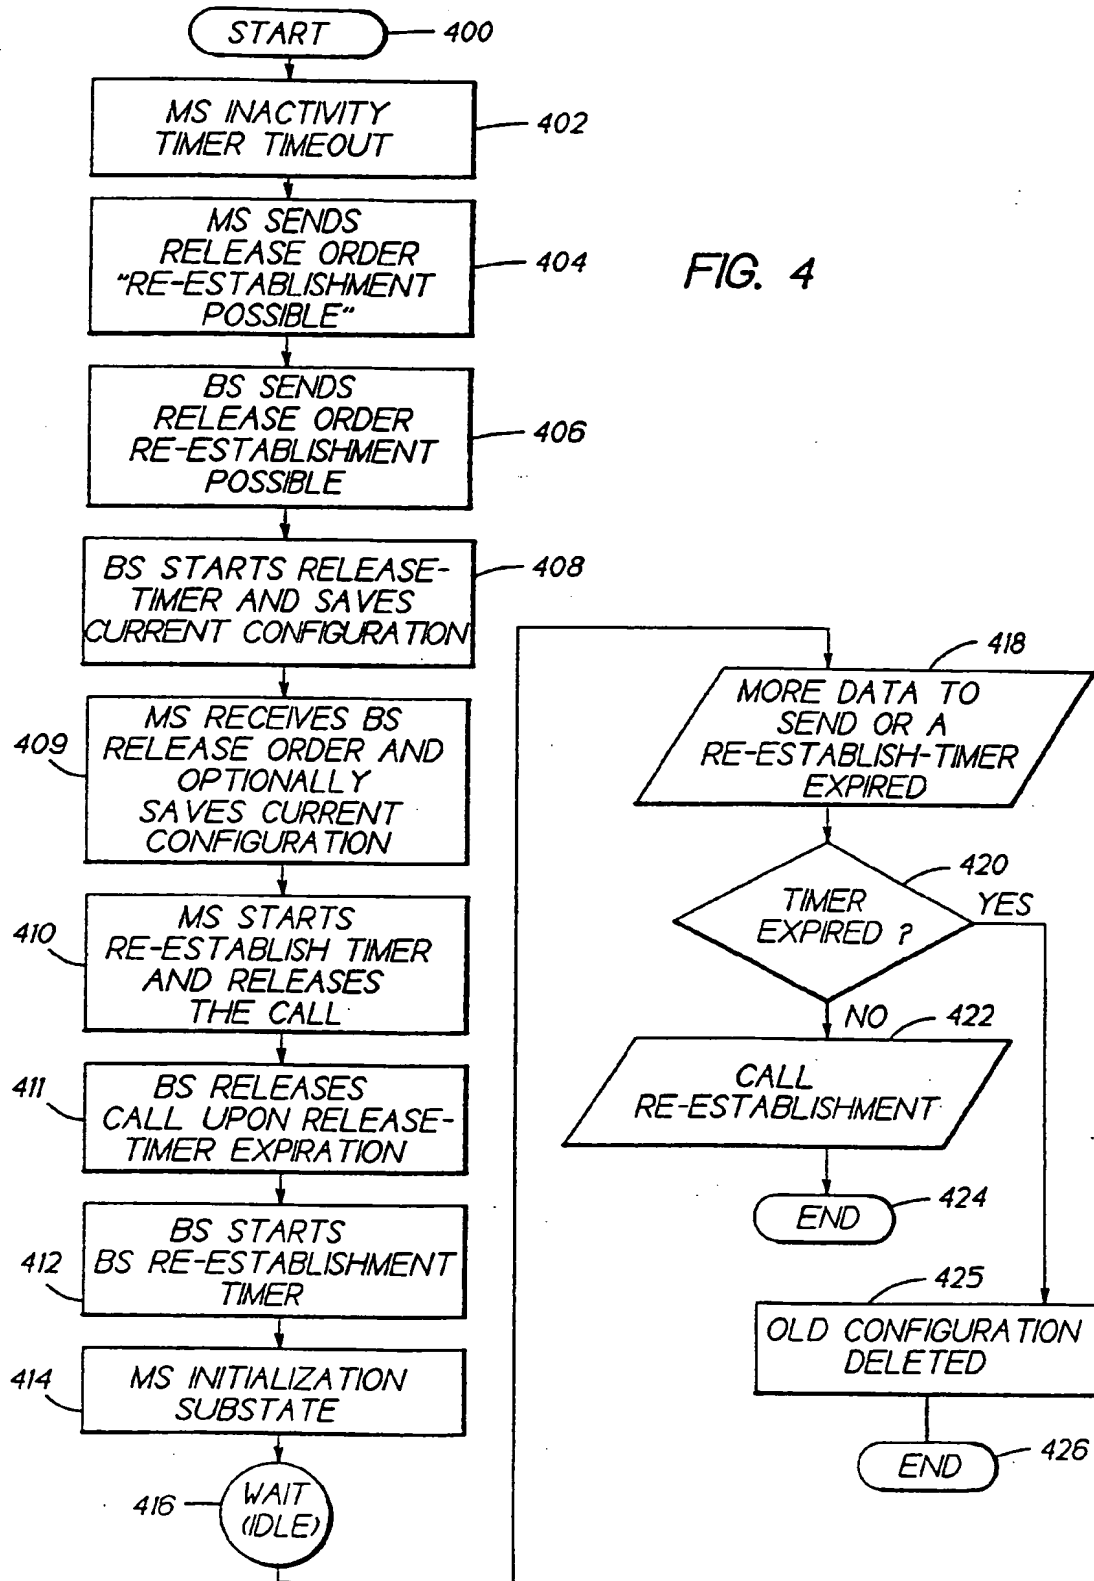 START
400
MS INACTIVITY
TIMER TIMEOUT
402
MS SENDS
RELEASE ORDER
"RE-ESTABLISHMENT
POSSIBLE"
404
FIG. 4
BS SENDS
RELEASE ORDER
RE-ESTABLISHMENT
POSSIBLE
406
BS STARTS RELEASE-
TIMER AND SAVES
CURRENT CONFIGURATION
408
MS RECEIVES BS
RELEASE ORDER AND
OPTIONALLY
SAVES CURRENT
CONFIGURATION
409
MS STARTS
RE-ESTABLISH TIMER
AND RELEASES
THE CALL
410
BS RELEASES
CALL UPON RELEASE-
TIMER EXPIRATION
411
BS STARTS
BS RE-ESTABLISHMENT
TIMER
412
MS INITIALIZATION
SUBSTATE
414
WAIT
(IDLE)
416
418
MORE DATA TO
SEND OR A
RE-ESTABLISH-TIMER
EXPIRED
420
TIMER
EXPIRED ?
YES
NO
422
CALL
RE-ESTABLISHMENT
END
424
425
OLD CONFIGURATION
DELETED
END
426